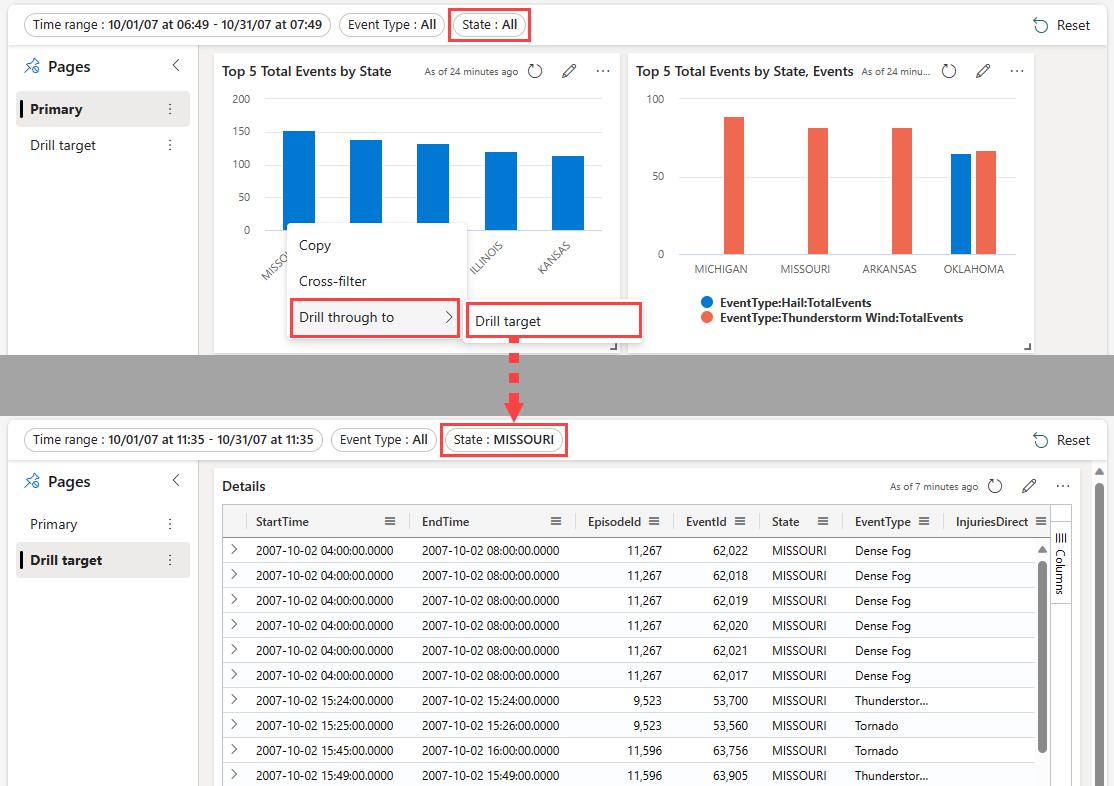 Time range : 10/01/07 at 06:49 - 10/31/07 at 07:49 Event Type : All State : All Reset
Pages
Primary
Drill target
Top 5 Total Events by State As of 24 minutes ago
200
150
100
50
0
ILLINOIS KANSAS
Copy
Cross-filter
Drill through to
Drill target
Top 5 Total Events by State, Events As of 24 minu...
100
50
0
MICHIGAN MISSOURI ARKANSAS OKLAHOMA
EventType:Hail:TotalEvents
EventType:Thunderstorm Wind:TotalEvents
Time range : 10/01/07 at 11:35 - 10/31/07 at 11:35 Event Type : All State : MISSOURI Reset
Pages
Primary
Drill target
Details As of 7 minutes ago
StartTime EndTime EpisodeId EventId State EventType InjuriesDirect
2007-10-02 04:00:00.0000 2007-10-02 08:00:00.0000 11,267 62,022 MISSOURI Dense Fog
2007-10-02 04:00:00.0000 2007-10-02 08:00:00.0000 11,267 62,018 MISSOURI Dense Fog
2007-10-02 04:00:00.0000 2007-10-02 08:00:00.0000 11,267 62,019 MISSOURI Dense Fog
2007-10-02 04:00:00.0000 2007-10-02 08:00:00.0000 11,267 62,020 MISSOURI Dense Fog
2007-10-02 04:00:00.0000 2007-10-02 08:00:00.0000 11,267 62,021 MISSOURI Dense Fog
2007-10-02 04:00:00.0000 2007-10-02 08:00:00.0000 11,267 62,017 MISSOURI Dense Fog
2007-10-02 15:24:00.0000 2007-10-02 15:24:00.0000 9,523 53,700 MISSOURI Thunderstor...
2007-10-02 15:25:00.0000 2007-10-02 15:26:00.0000 9,523 53,560 MISSOURI Tornado
2007-10-02 15:45:00.0000 2007-10-02 16:00:00.0000 11,596 63,756 MISSOURI Tornado
2007-10-02 15:49:00.0000 2007-10-02 15:49:00.0000 11,596 63,905 MISSOURI Thunderstor...
Columns